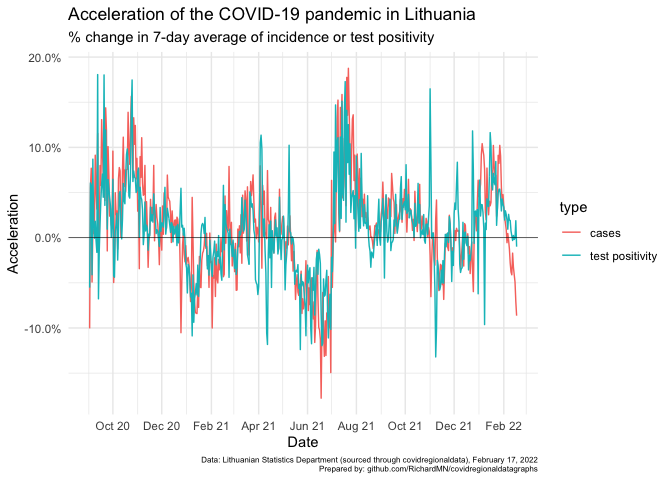 Acceleration of the COVID-19 pandemic in Lithuania
% change in 7-day average of incidence or test positivity
20.0%
10.0%
0.0%
-10.0%
Acceleration
Oct 20 Dec 20 Feb 21 Apr 21 Jun 21 Aug 21 Oct 21 Dec 21 Feb 22
Date
type
cases
test positivity
Data: Lithuanian Statistics Department (sourced through covidregionaldata), February 17, 2022
Prepared by: github.com/RichardMN/covidregionaldatagraphs